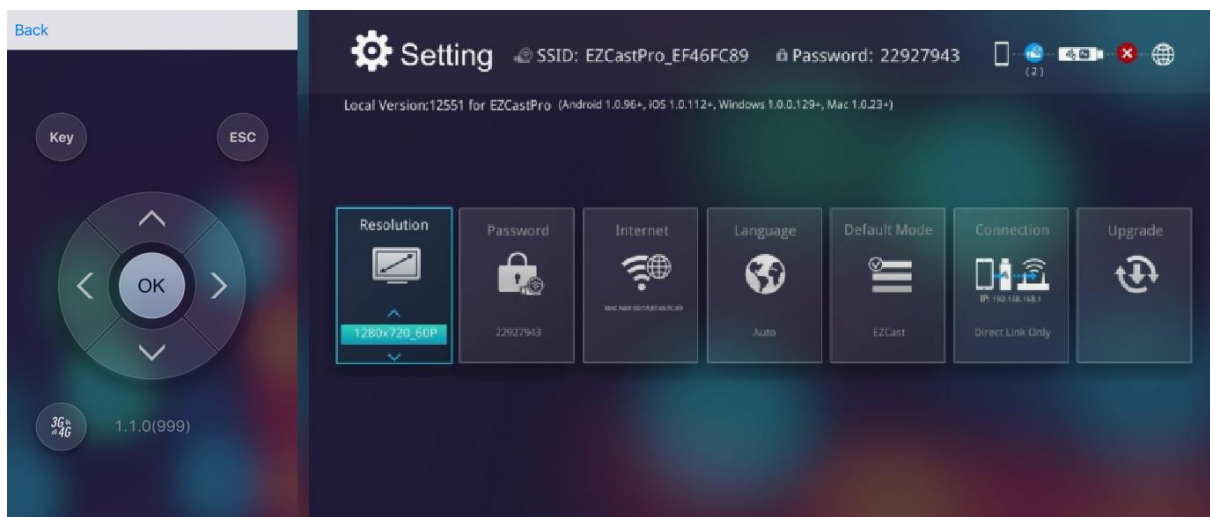 Back
Key
ESC
OK
3G
4G
1.1.0(999)
Setting
SSID: EZCastPro_EF46FC89
Password: 22927943
(2)
Local Version:12551 for EZCastPro (Android 1.0.96+, iOS 1.0.112+, Windows 1.0.0.129+, Mac 1.0.23+)
Resolution
1280x720_60P
Password
22927943
Internet
Language
Auto
Default Mode
EZCast
Connection
IP: 192.168.168.1
Direct Link Only
Upgrade